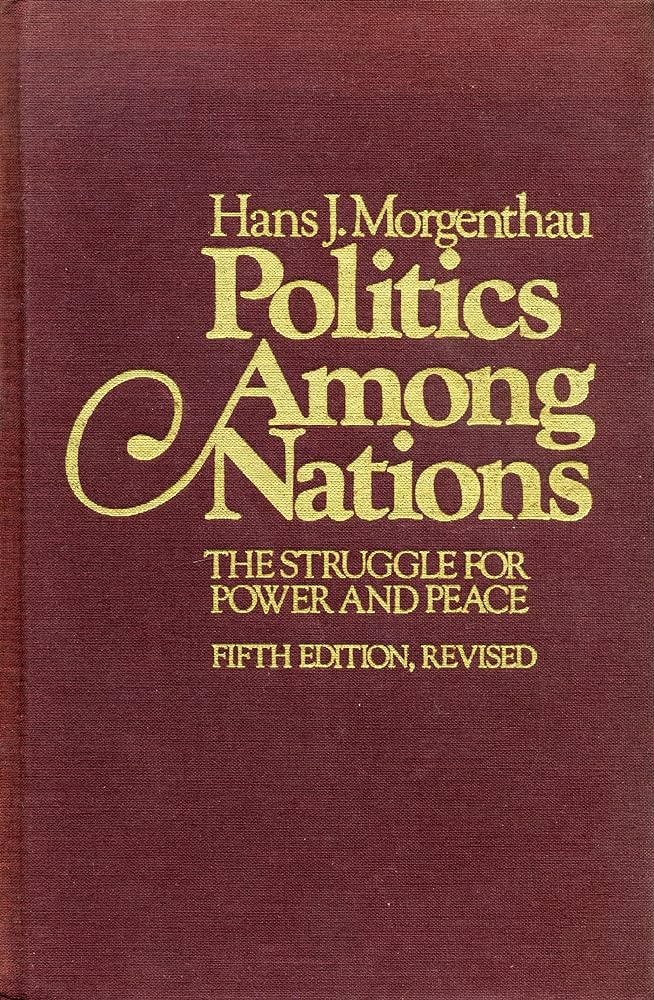 Hans J. Morgenthau
Politics
Among
Nations
THE STRUGGLE FOR
POWER AND PEACE
FIFTH EDITION, REVISED